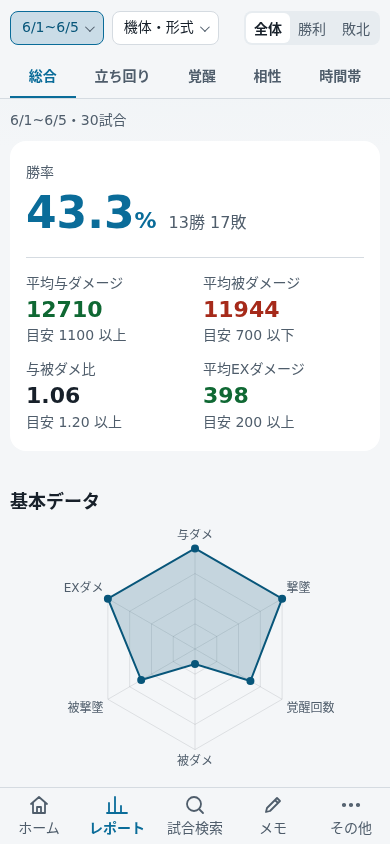 6/1~6/5 機体・形式 全体 勝利 敗北
総合 立ち回り 覚醒 相性 時間帯
6/1~6/5・30試合
勝率
43.3% 13勝 17敗
平均与ダメージ 平均被ダメージ
12710 11944
目安 1100 以上 目安 700 以下
与被ダメ比 平均EXダメージ
1.06 398
目安 1.20 以上 目安 200 以上
基本データ
与ダメ
EXダメ 撃墜
被撃墜 覚醒回数
被ダメ
ホーム レポート 試合検索 メモ その他